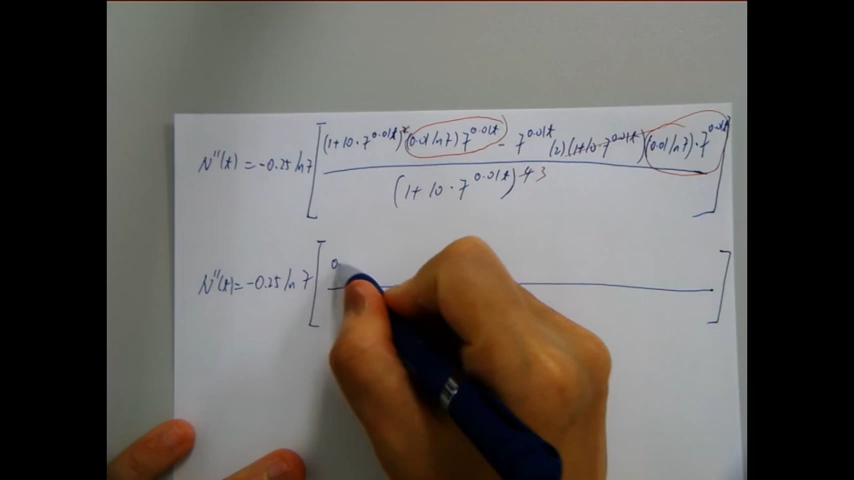 N''(t) = -0.25 ln 7 [ (1+10·7^0.01t)^2 (0.01 ln 7) 7^0.01t - 7^0.01t (2)(1+10·7^0.01t)(0.01 ln 7)·7^0.01t ]
(1+10·7^0.01t)^4 3
N''(t) = -0.25 ln 7 [ 0. ]